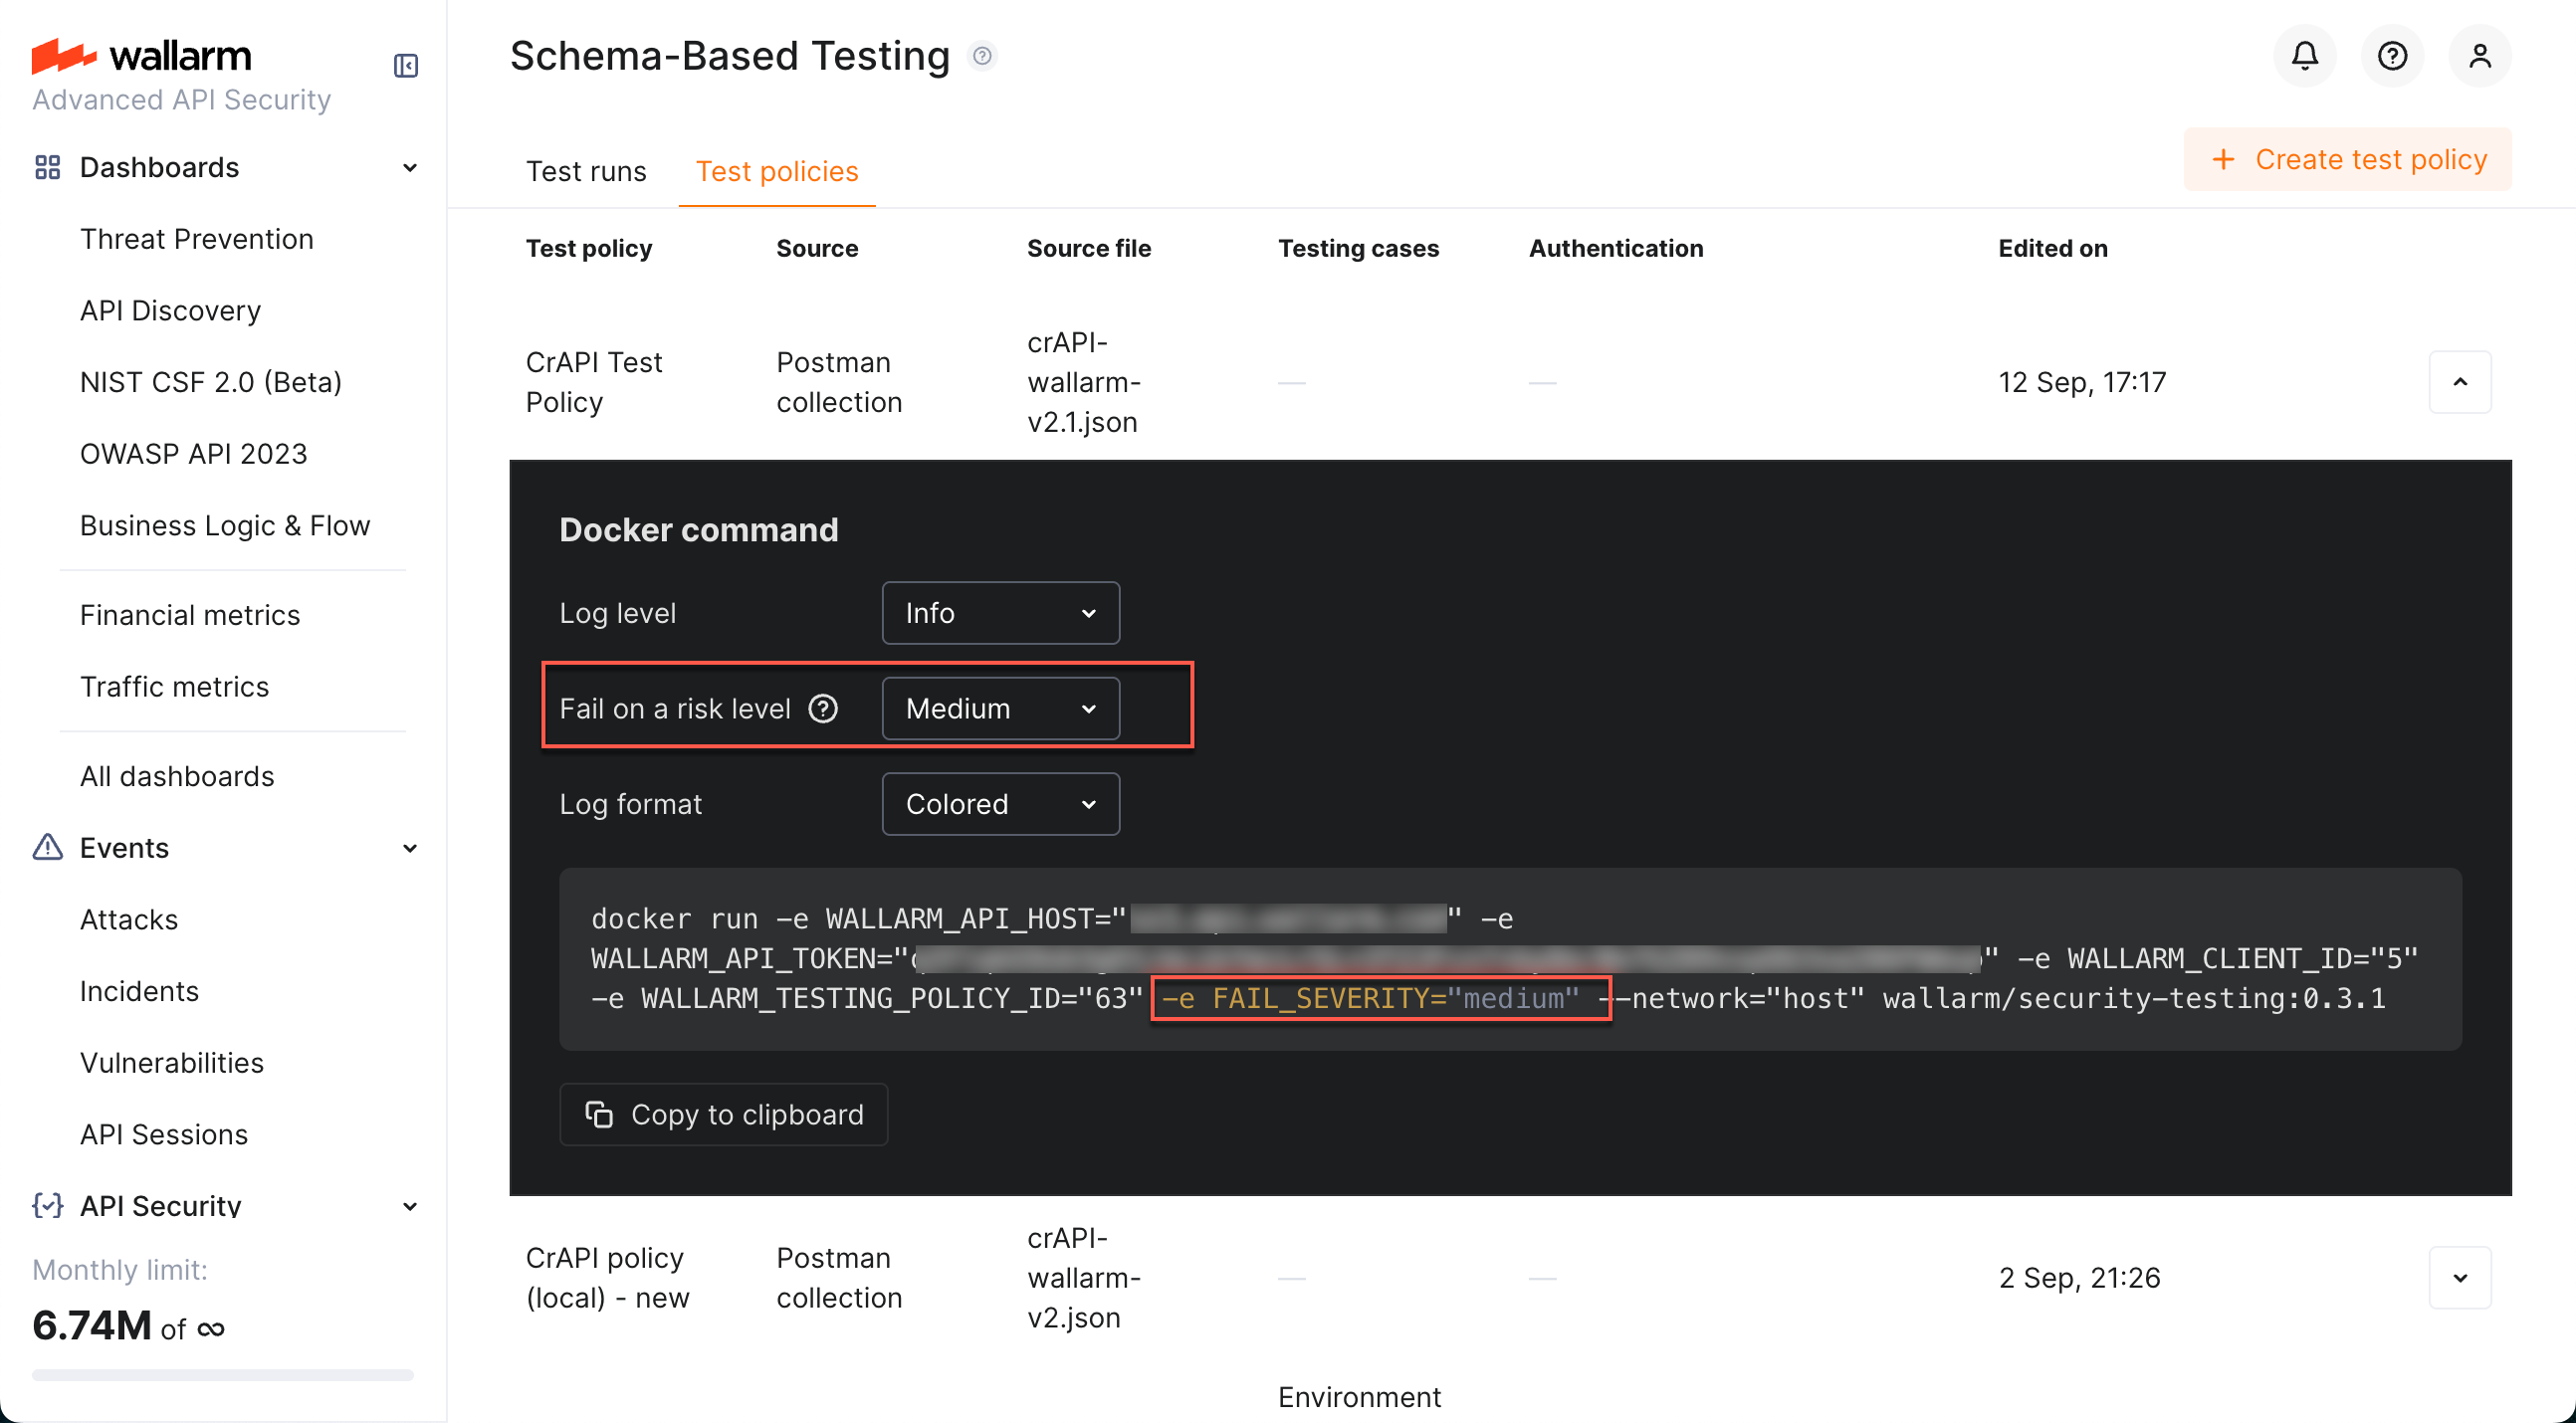 wallarm
Advanced API Security
Dashboards
Threat Prevention
API Discovery
NIST CSF 2.0 (Beta)
OWASP API 2023
Business Logic & Flow
Financial metrics
Traffic metrics
All dashboards
Events
Attacks
Incidents
Vulnerabilities
API Sessions
API Security
Monthly limit:
6.74M of ∞
Schema-Based Testing
Test runs
Test policies
+ Create test policy
Test policy Source Source file Testing cases Authentication Edited on
CrAPI Test
Policy
Postman
collection
crAPI-
wallarm-
v2.1.json
—
—
12 Sep, 17:17
Docker command
Log level
Info
Fail on a risk level
Medium
Log format
Colored
docker run -e WALLARM_API_HOST="" -e
WALLARM_API_TOKEN="" -e WALLARM_CLIENT_ID="5"
-e WALLARM_TESTING_POLICY_ID="63" -e FAIL_SEVERITY="medium" --network="host" wallarm/security-testing:0.3.1
Copy to clipboard
CrAPI policy
(local) - new
Postman
collection
crAPI-
wallarm-
v2.json
—
—
2 Sep, 21:26
Environment